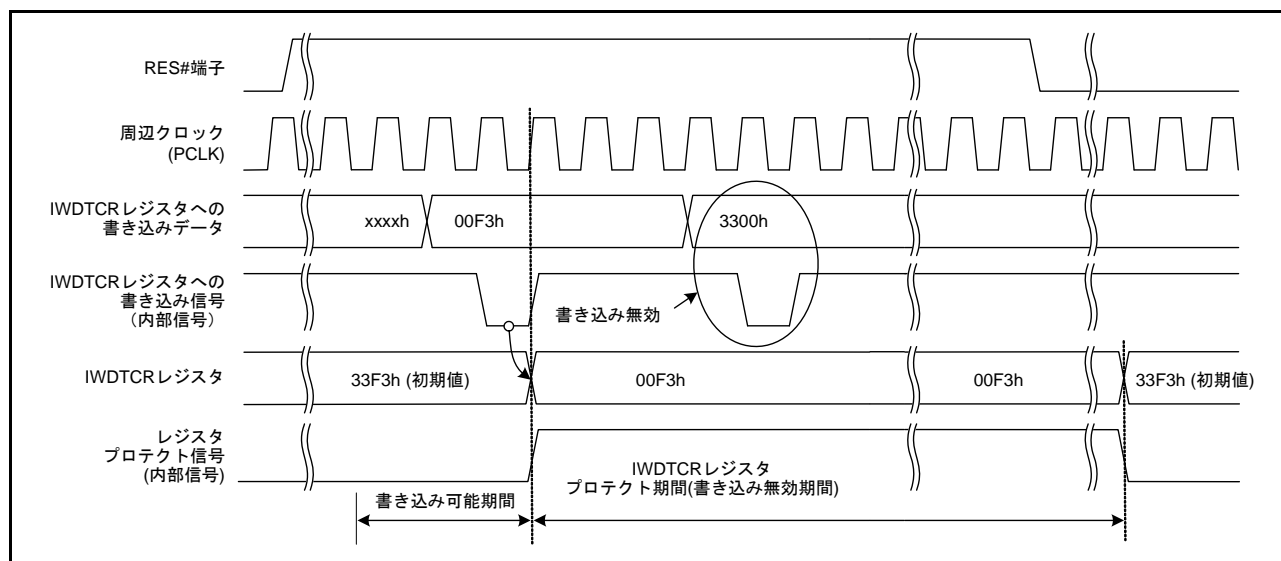 RES#端子
周辺クロック
(PCLK)
IWDTCRレジスタへの
書き込みデータ
xxxxh
00F3h
3300h
IWDTCRレジスタへの
書き込み信号
（内部信号）
書き込み無効
IWDTCRレジスタ
33F3h (初期値)
00F3h
00F3h
33F3h (初期値)
レジスタ
プロテクト信号
(内部信号)
IWDTCRレジスタ
プロテクト期間(書き込み無効期間)
書き込み可能期間